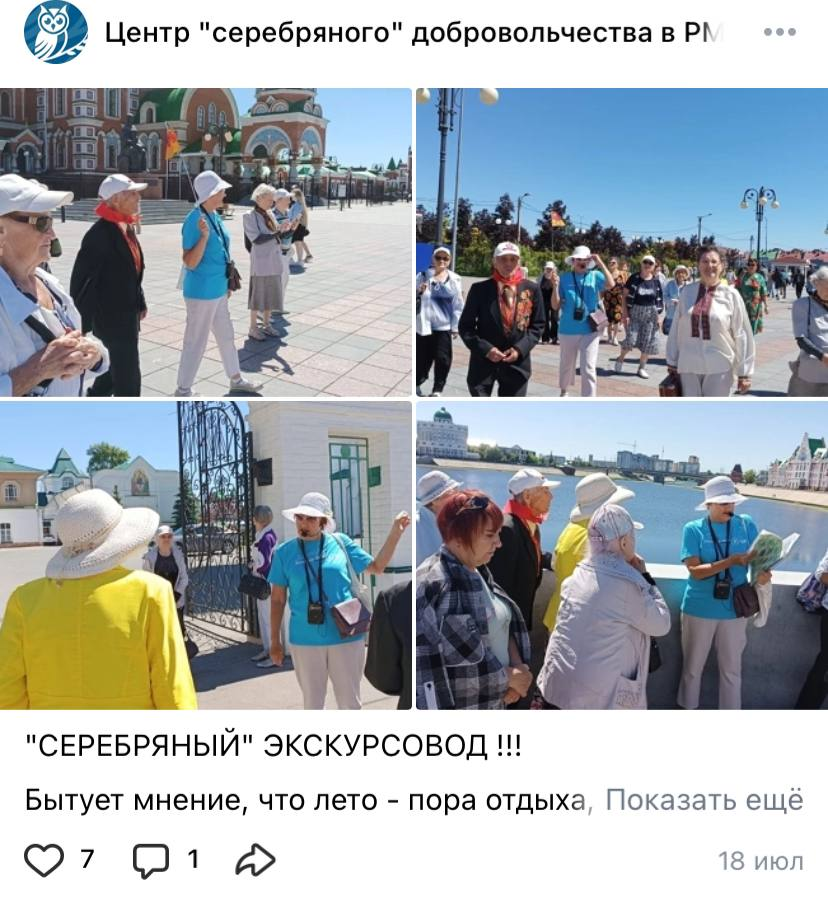 Центр "серебряного" добровольчества в РМ
"СЕРЕБРЯНЫЙ" ЭКСКУРСОВОД !!!
Бытует мнение, что лето - пора отдыха, Показать ещё
7 1 18 июл